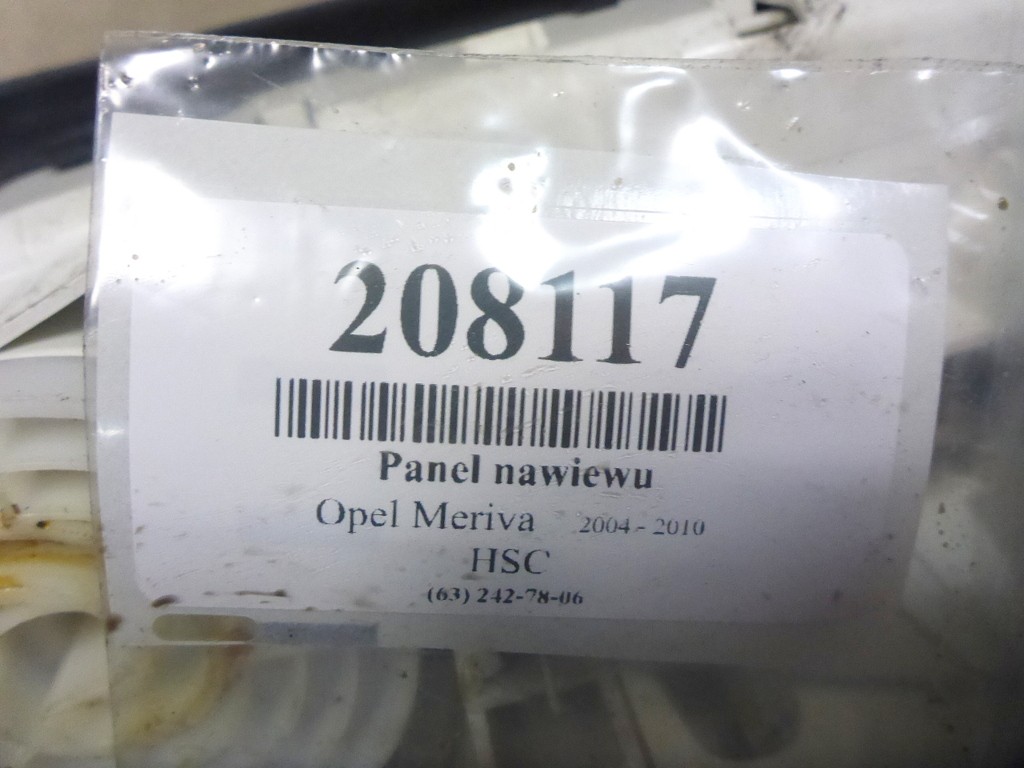 208117
Panel nawiewu
Opel Meriva 2004 - 2010
HSC
(63) 242-78-06